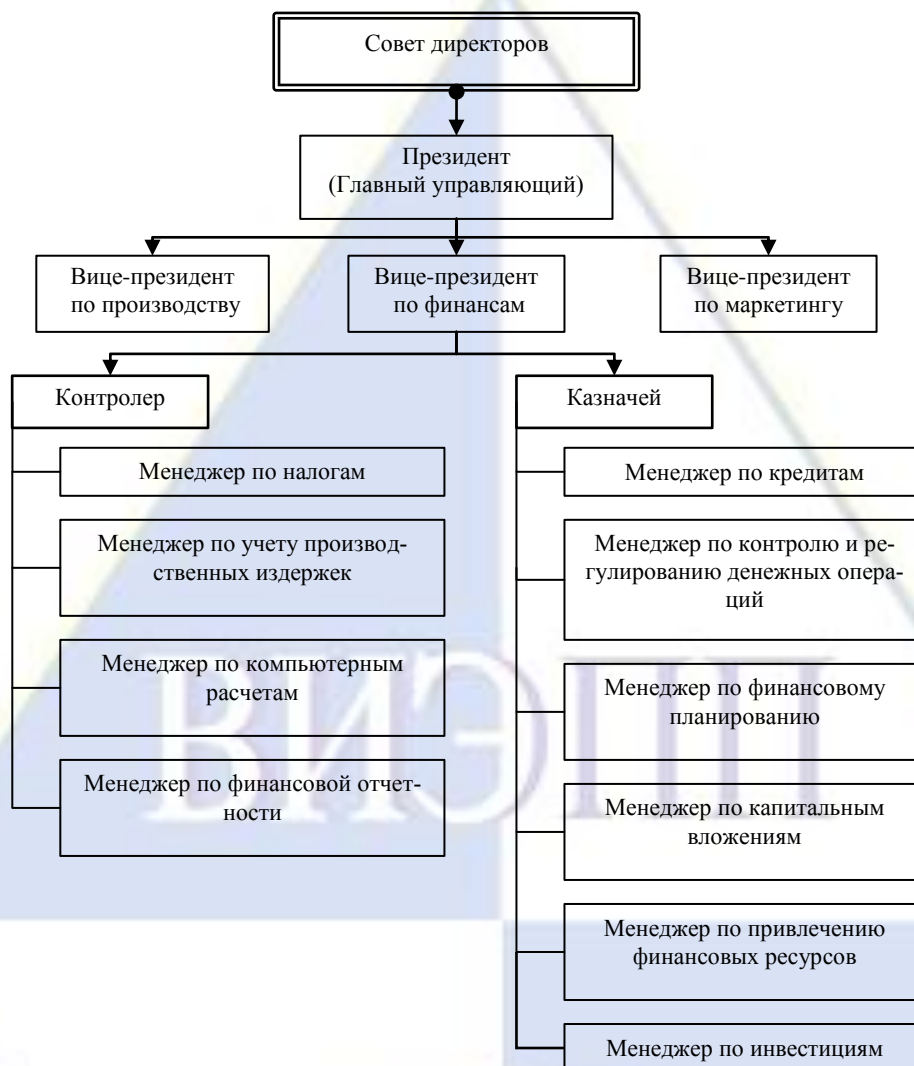 Совет директоров
Президент
(Главный управляющий)
Вице-президент
по производству
Вице-президент
по финансам
Вице-президент
по маркетингу
Контролер
Казначей
Менеджер по налогам
Менеджер по учету производ-
ственных издержек
Менеджер по компьютерным
расчетам
Менеджер по финансовой отчет-
ности
Менеджер по кредитам
Менеджер по контролю и ре-
гулированию денежных опера-
ций
Менеджер по финансовому
планированию
Менеджер по капитальным
вложениям
Менеджер по привлечению
финансовых ресурсов
Менеджер по инвестициям
ВИЭПП